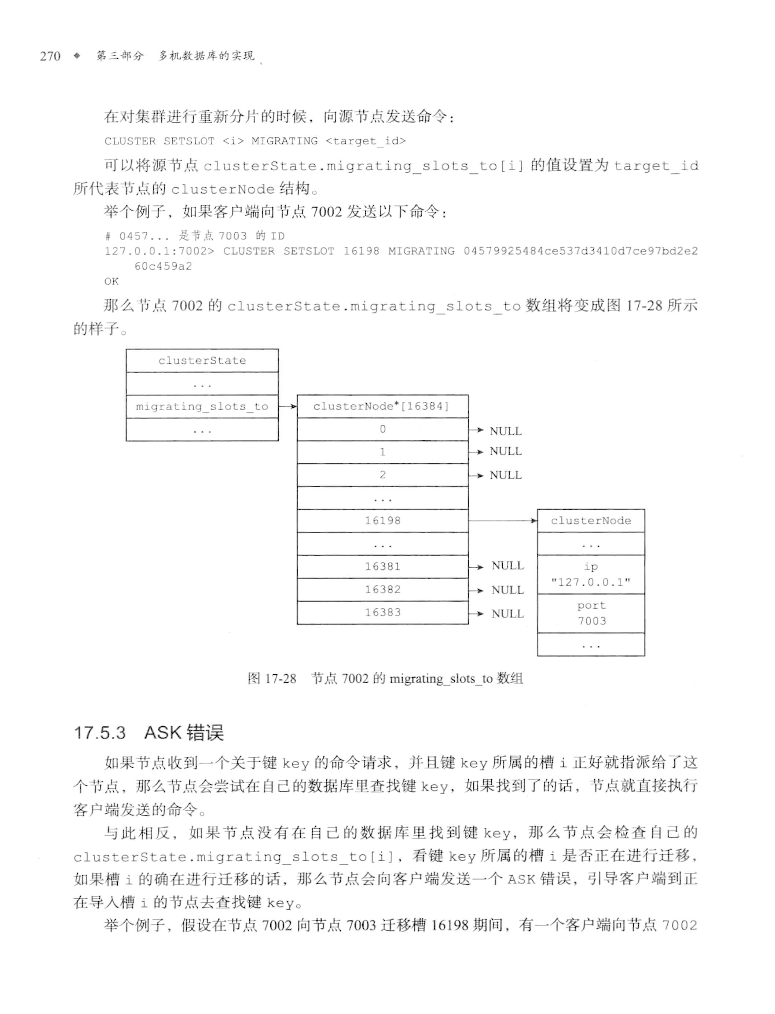 270 ◆ 第三部分 多机数据库的实现
在对集群进行重新分片的时候，向源节点发送命令：
CLUSTER SETSLOT <i> MIGRATING <target_id>
可以将源节点 clusterState.migrating_slots_to[i] 的值设置为 target_id
所代表节点的 clusterNode 结构。
举个例子，如果客户端向节点 7002 发送以下命令：
# 0457... 是节点 7003 的 ID
127.0.0.1:7002> CLUSTER SETSLOT 16198 MIGRATING 04579925484ce537d3410d7ce97bd2e2
60c459a2
OK
那么节点 7002 的 clusterState.migrating_slots_to 数组将变成图 17-28 所示
的样子。
clusterState
...
migrating_slots_to
...
clusterNode*[16384]
0
NULL
1
NULL
2
NULL
...
16198
...
16381
NULL
16382
NULL
16383
NULL
clusterNode
...
ip
"127.0.0.1"
port
7003
...
图 17-28 节点 7002 的 migrating_slots_to 数组
17.5.3 ASK 错误
如果节点收到一个关于键 key 的命令请求，并且键 key 所属的槽 i 正好就指派给了这
个节点，那么节点会尝试在自己的数据库里查找键 key，如果找到了的话，节点就直接执行
客户端发送的命令。
与此相反，如果节点没有在自己的数据库里找到键 key，那么节点会检查自己的
clusterState.migrating_slots_to[i]，看键 key 所属的槽 i 是否正在进行迁移，
如果槽 i 的确在进行迁移的话，那么节点会向客户端发送一个 ASK 错误，引导客户端到正
在导入槽 i 的节点去查找键 key。
举个例子，假设在节点 7002 向节点 7003 迁移槽 16198 期间，有一个客户端向节点 7002